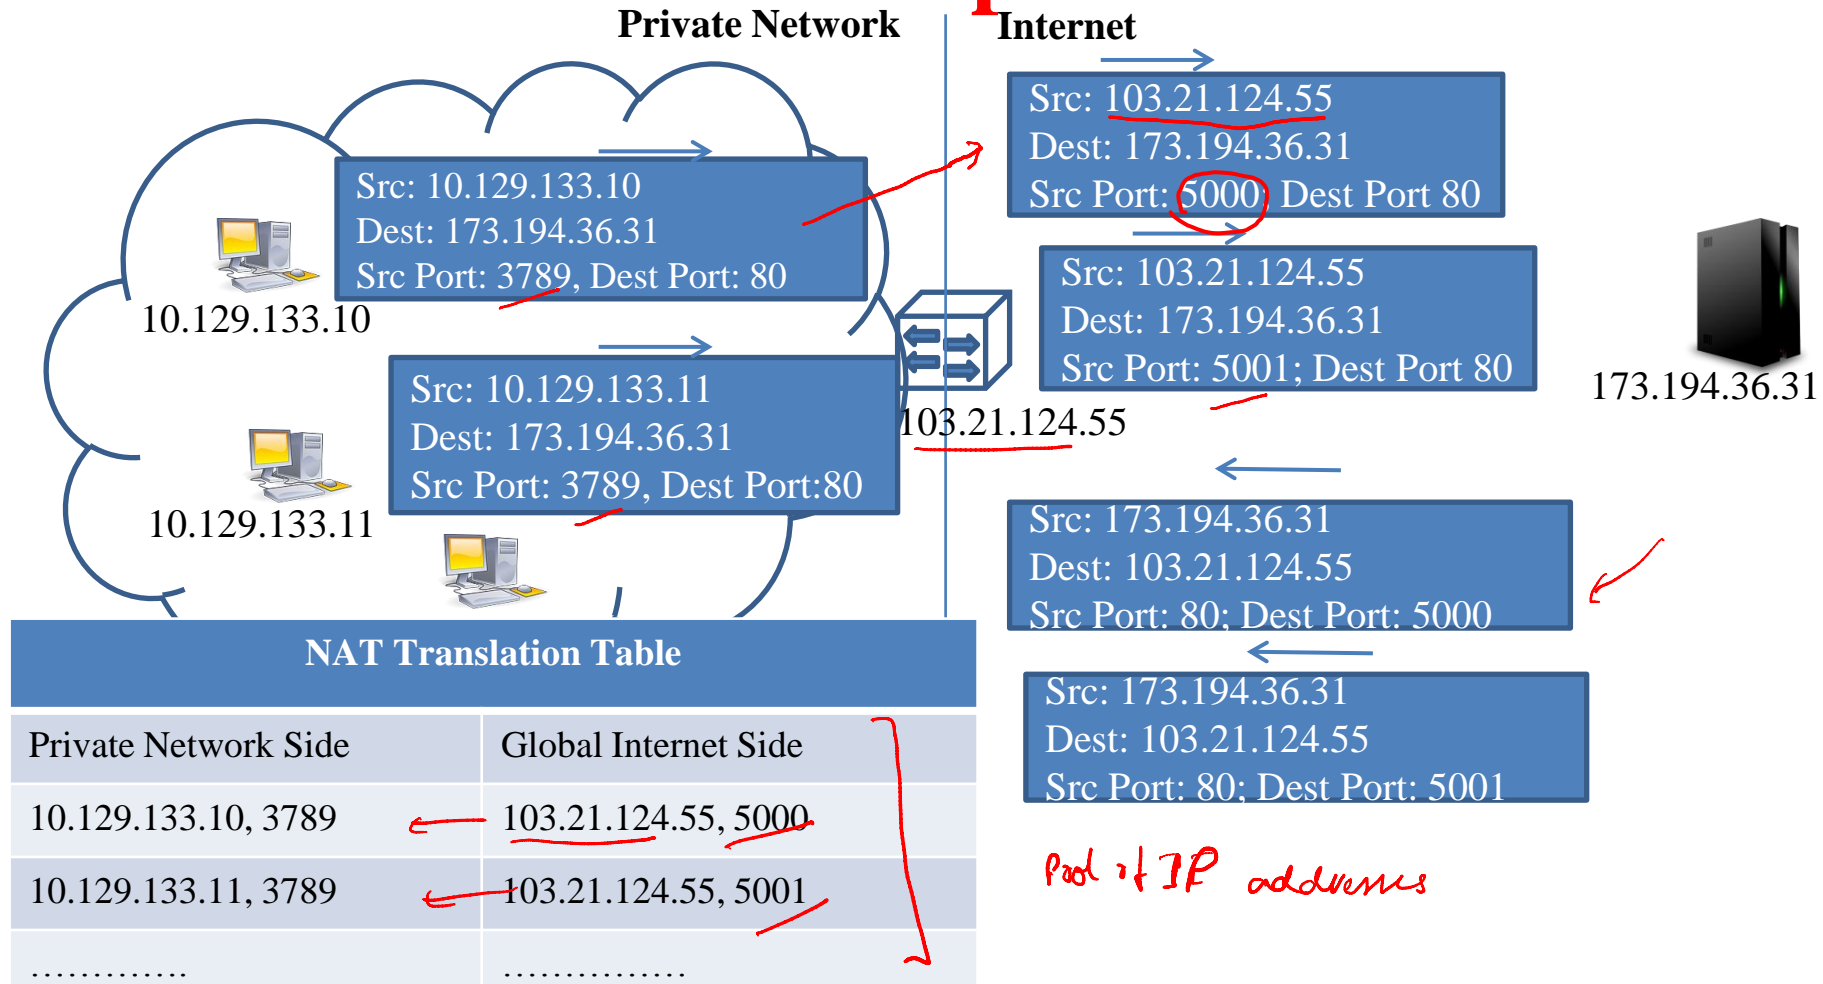 Private Network
Internet
Src: 10.129.133.10
Dest: 173.194.36.31
Src Port: 3789, Dest Port: 80
10.129.133.10
Src: 10.129.133.11
Dest: 173.194.36.31
Src Port: 3789, Dest Port:80
10.129.133.11
103.21.124.55
Src: 103.21.124.55
Dest: 173.194.36.31
Src Port: 5000; Dest Port 80
Src: 103.21.124.55
Dest: 173.194.36.31
Src Port: 5001; Dest Port 80
173.194.36.31
Src: 173.194.36.31
Dest: 103.21.124.55
Src Port: 80; Dest Port: 5000
Src: 173.194.36.31
Dest: 103.21.124.55
Src Port: 80; Dest Port: 5001
NAT Translation Table
Private Network Side Global Internet Side
10.129.133.10, 3789 103.21.124.55, 5000
10.129.133.11, 3789 103.21.124.55, 5001
…………. ……………
Pool of IP addresses